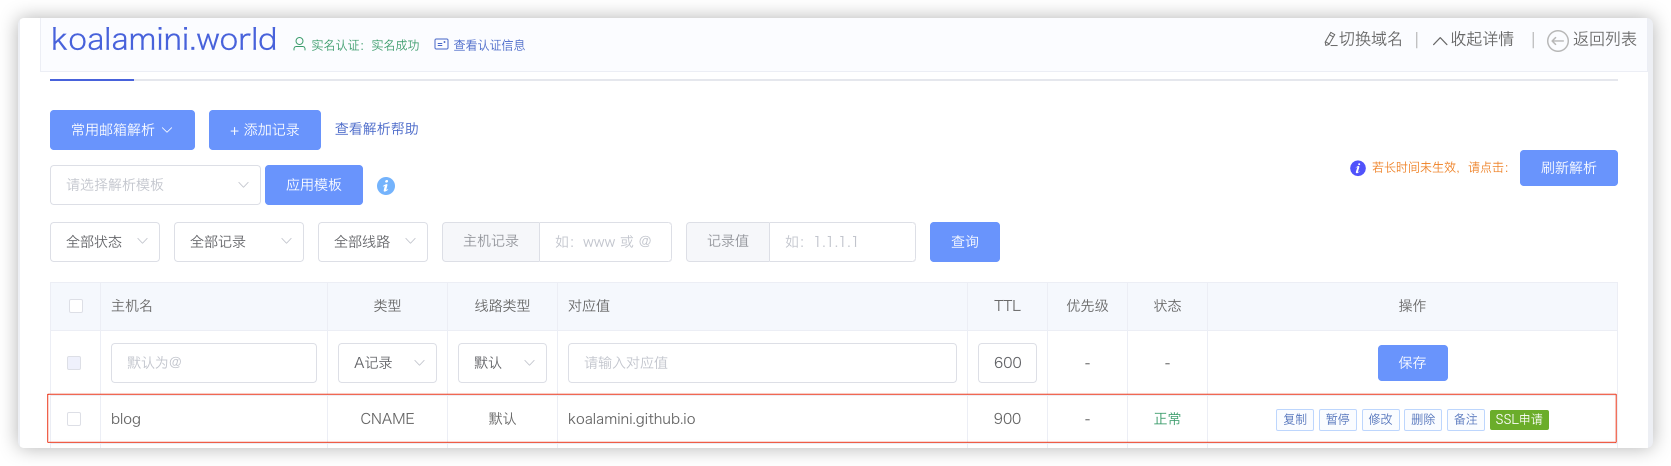 koalamini.world 实名认证：实名成功 查看认证信息 切换域名 | 收起详情 | 返回列表
常用邮箱解析 + 添加记录 查看解析帮助
若长时间未生效，请点击： 刷新解析
请选择解析模板 应用模板
全部状态 全部记录 全部线路 主机记录 如：www 或 @ 记录值 如：1.1.1.1 查询
主机名 类型 线路类型 对应值 TTL 优先级 状态 操作
默认为@ A记录 默认 请输入对应值 600 - - 保存
blog CNAME 默认 koalamini.github.io 900 - 正常 复制 暂停 修改 删除 备注 SSL申请